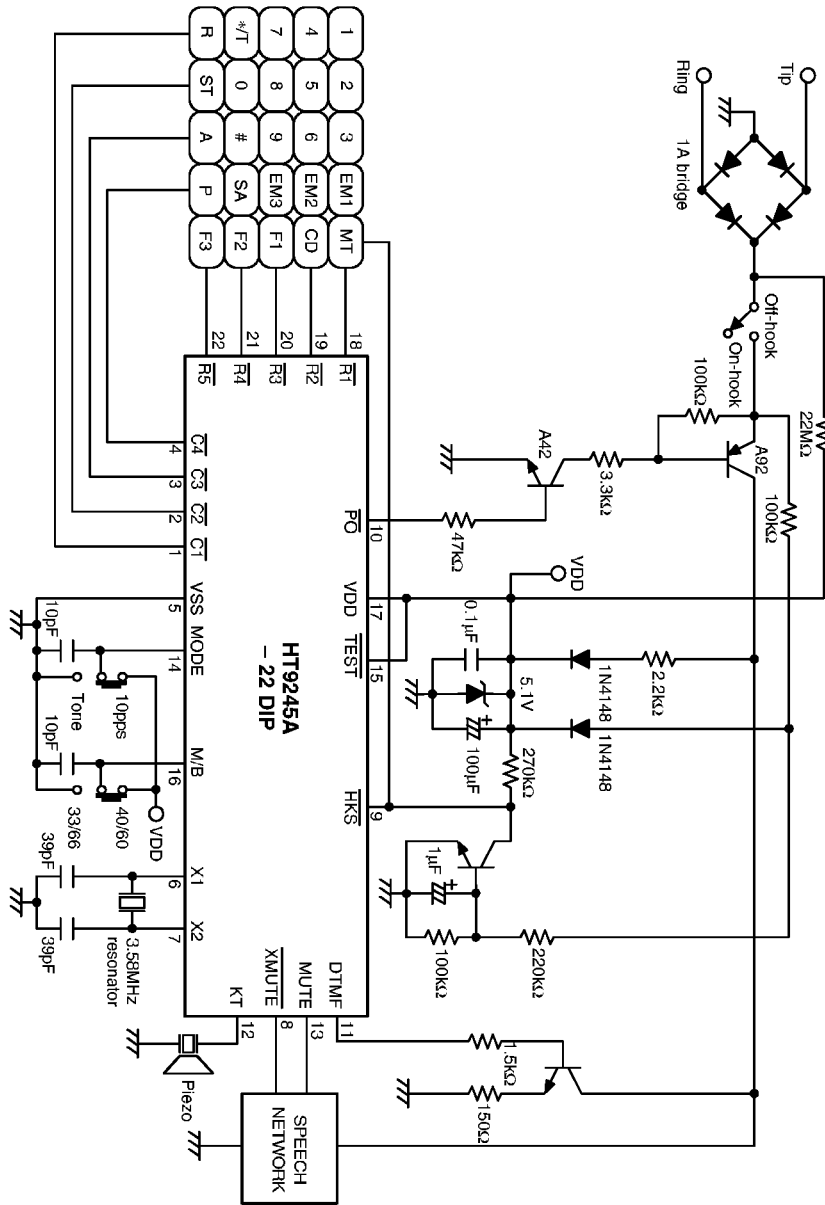 Tip
Ring
1A bridge
Off-hook
On-hook
22MΩ
A92
100kΩ
100kΩ
3.3kΩ
A42
47kΩ
VDD
2.2kΩ
1N4148
1N4148
0.1µF
5.1V
+
100µF
270kΩ
1µF
+
100kΩ
220kΩ
1.5kΩ
150Ω
1 2 3 EM1 MT
4 5 6 EM2 CD
7 8 9 EM3 F1
*/T 0 # SA F2
R ST A P F3
18 R1
19 R2
20 R3
21 R4
22 R5
10 PO
17 VDD
15 TEST
9 HKS
HT9245A
– 22 DIP
C4 4
C3 3
C2 2
C1 1
VSS 5
MODE 14
M/B 16
X1 6
X2 7
DTMF 11
MUTE 13
XMUTE 8
KT 12
10pF
Tone
10pps
10pF
33/66
40/60
VDD
39pF
39pF
3.58MHz
resonator
Piezo
SPEECH
NETWORK